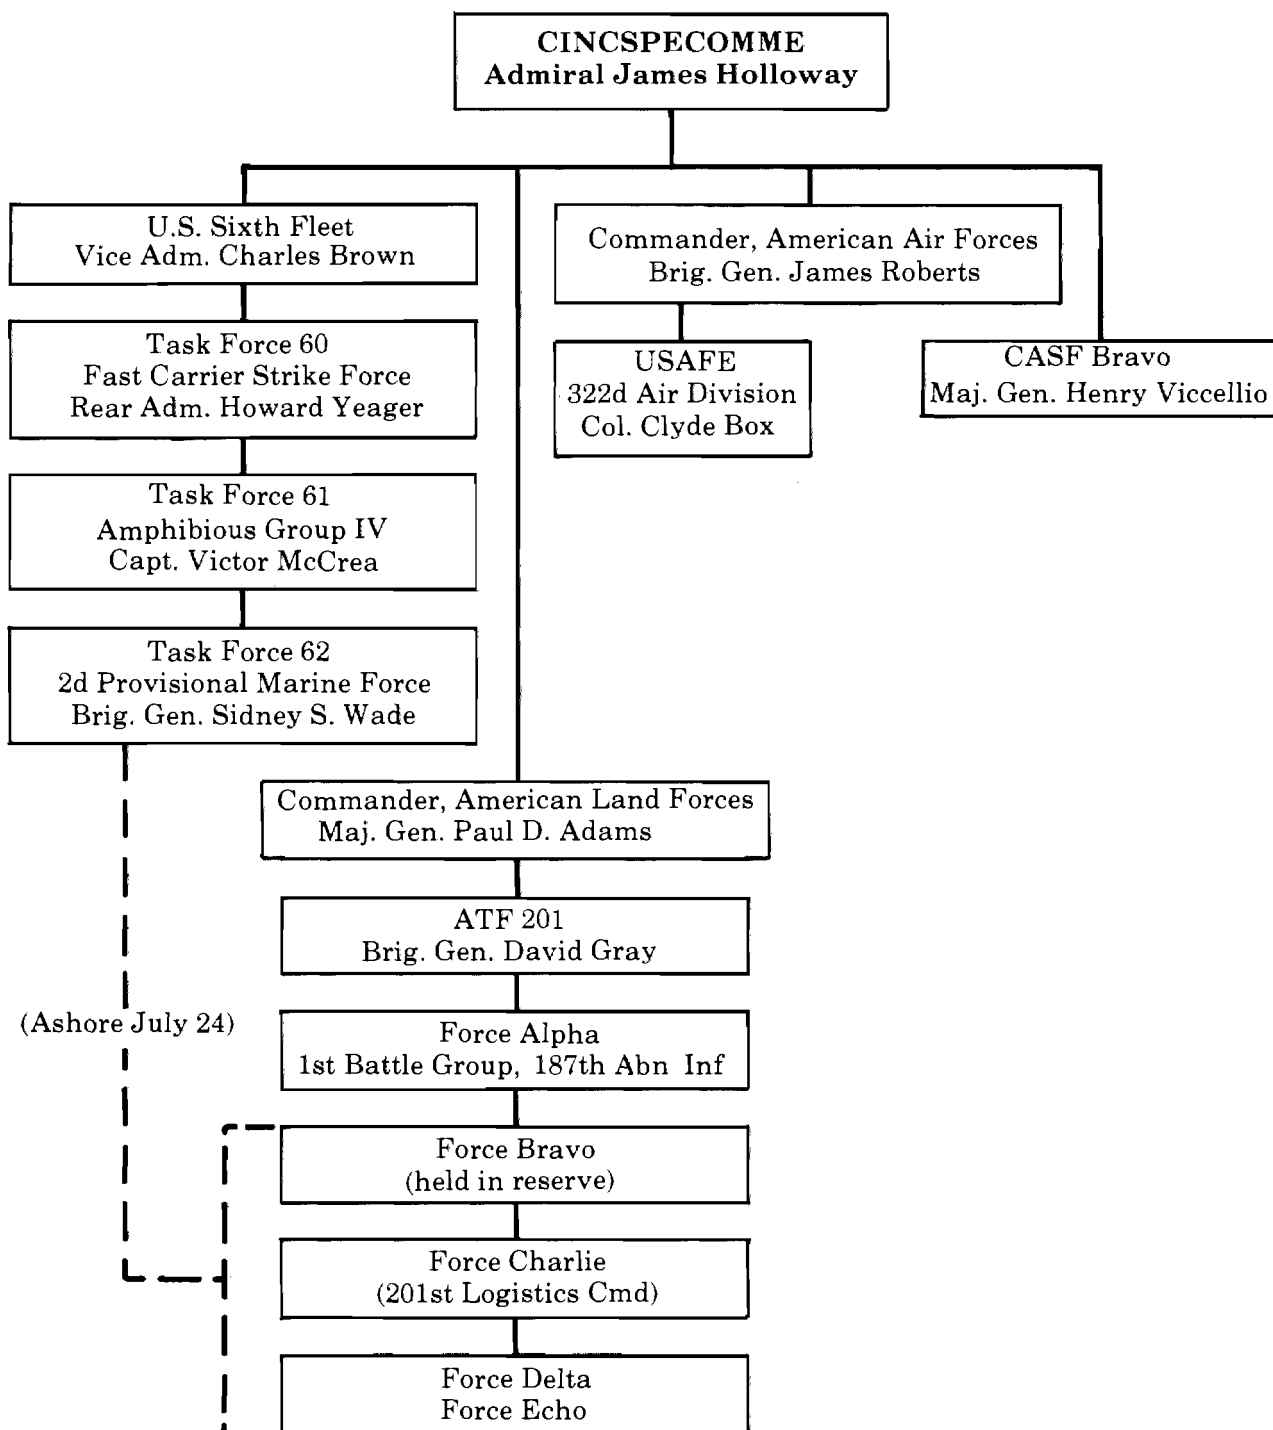 CINCSPECOMME
Admiral James Holloway
U.S. Sixth Fleet
Vice Adm. Charles Brown
Commander, American Air Forces
Brig. Gen. James Roberts
Task Force 60
Fast Carrier Strike Force
Rear Adm. Howard Yeager
USAFE
322d Air Division
Col. Clyde Box
CASF Bravo
Maj. Gen. Henry Viccellio
Task Force 61
Amphibious Group IV
Capt. Victor McCrea
Task Force 62
2d Provisional Marine Force
Brig. Gen. Sidney S. Wade
Commander, American Land Forces
Maj. Gen. Paul D. Adams
ATF 201
Brig. Gen. David Gray
(Ashore July 24)
Force Alpha
1st Battle Group, 187th Abn Inf
Force Bravo
(held in reserve)
Force Charlie
(201st Logistics Cmd)
Force Delta
Force Echo